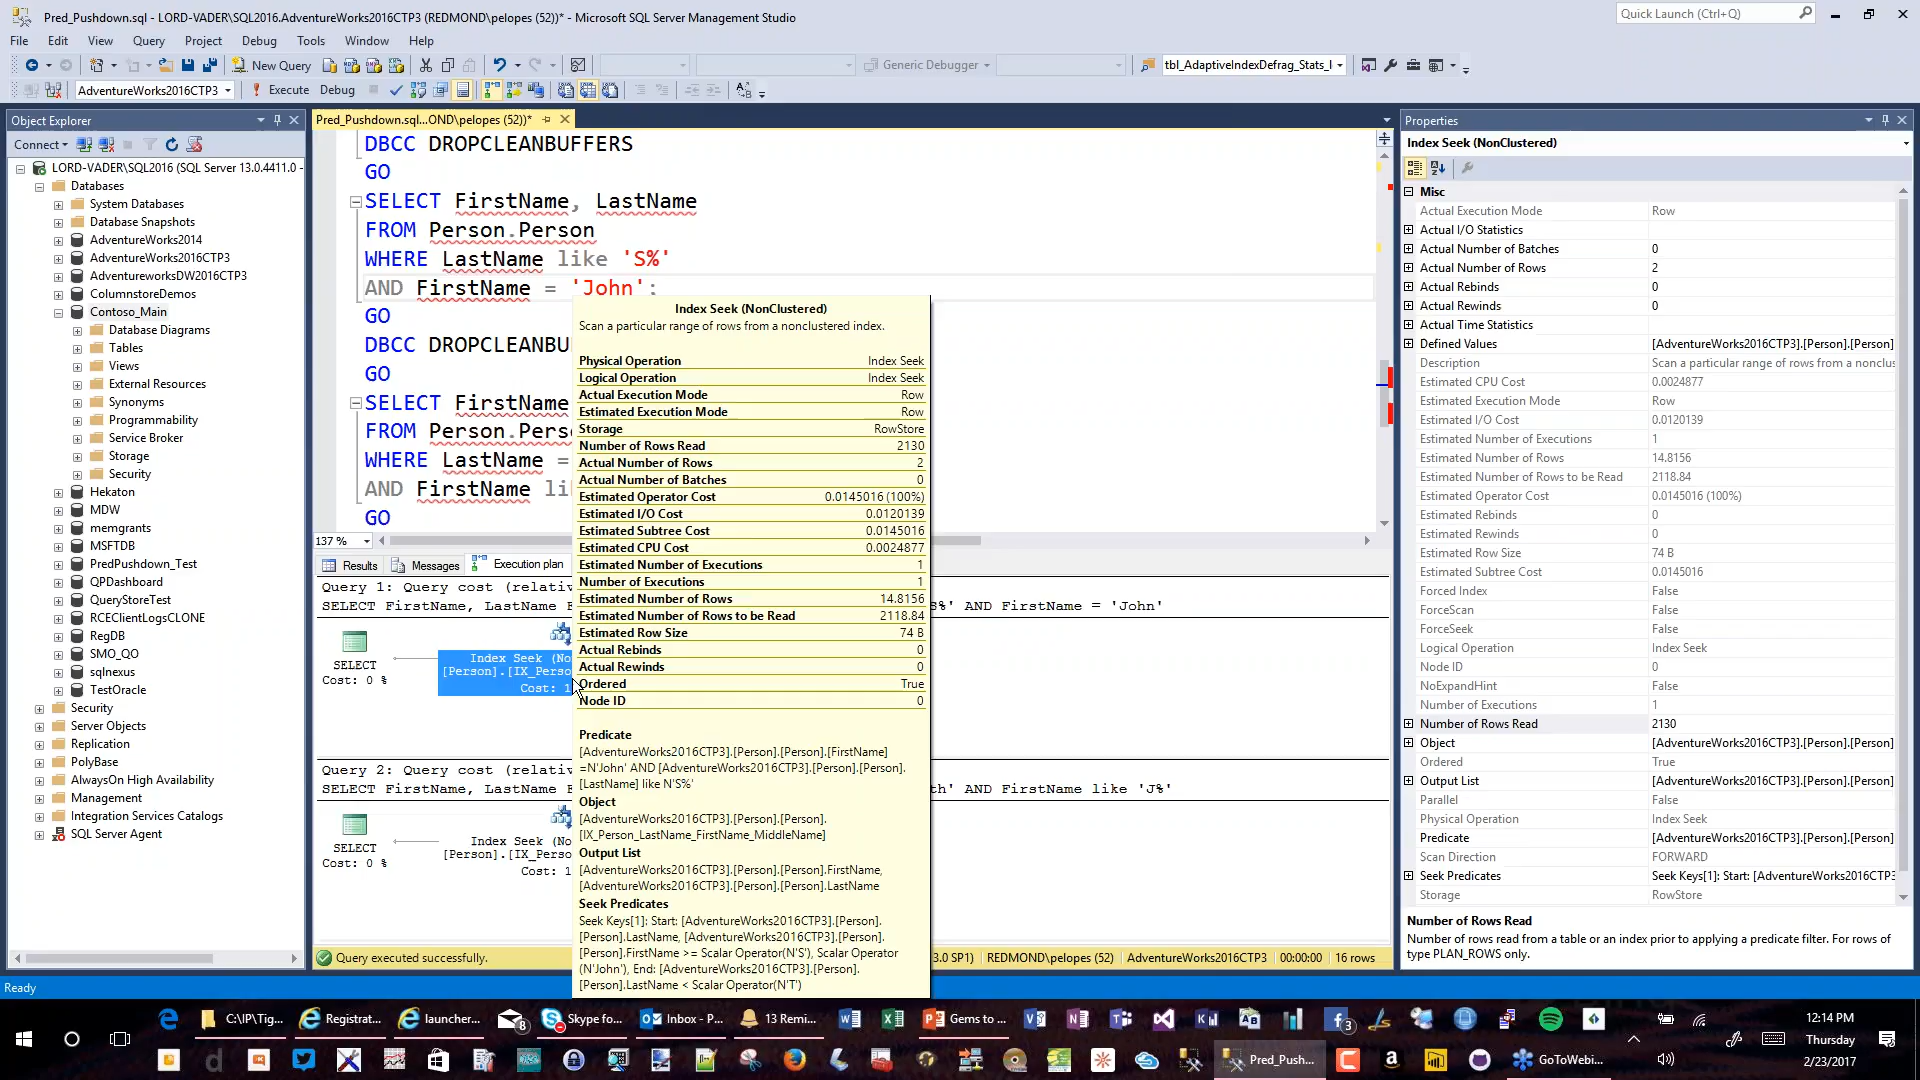 Pred_Pushdown.sql - LORD-VADER\SQL2016.AdventureWorks2016CTP3 (REDMOND\pelopes (52))* - Microsoft SQL Server Management Studio
Quick Launch (Ctrl+Q)
File Edit View Query Project Debug Tools Window Help
New Query
Generic Debugger
tbl_AdaptiveIndexDefrag_Stats_l
AdventureWorks2016CTP3
Execute Debug
Object Explorer
Connect
LORD-VADER\SQL2016 (SQL Server 13.0.4411.0 -
Databases
System Databases
Database Snapshots
AdventureWorks2014
AdventureWorks2016CTP3
AdventureworksDW2016CTP3
ColumnstoreDemos
Contoso_Main
Database Diagrams
Tables
Views
External Resources
Synonyms
Programmability
Service Broker
Storage
Security
Hekaton
MDW
memgrants
MSFTDB
PredPushdown_Test
QPDashboard
QueryStoreTest
RCEClientLogsCLONE
RegDB
SMO_QO
sqlnexus
TestOracle
Security
Server Objects
Replication
PolyBase
AlwaysOn High Availability
Management
Integration Services Catalogs
SQL Server Agent
Pred_Pushdown.sql...OND\pelopes (52))*
DBCC DROPCLEANBUFFERS
GO
SELECT FirstName, LastName
FROM Person.Person
WHERE LastName like 'S%'
AND FirstName = 'John';
GO
DBCC DROPCLEANBU
GO
SELECT FirstName
FROM Person.Pers
WHERE LastName =
AND FirstName li
GO
137 %
Results Messages Execution plan
Query 1: Query cost (relativ
SELECT FirstName, LastName
S%' AND FirstName = 'John'
SELECT
Cost: 0 %
Index Seek (No
[Person].[IX_Perso
Cost: 1
Query 2: Query cost (relativ
SELECT FirstName, LastName
th' AND FirstName like 'J%'
SELECT
Cost: 0 %
Index Seek (No
[Person].[IX_Perso
Cost: 1
Index Seek (NonClustered)
Scan a particular range of rows from a nonclustered index.
Physical Operation Index Seek
Logical Operation Index Seek
Actual Execution Mode Row
Estimated Execution Mode Row
Storage RowStore
Number of Rows Read 2130
Actual Number of Rows 2
Actual Number of Batches 0
Estimated Operator Cost 0.0145016 (100%)
Estimated I/O Cost 0.0120139
Estimated Subtree Cost 0.0145016
Estimated CPU Cost 0.0024877
Estimated Number of Executions 1
Number of Executions 1
Estimated Number of Rows 14.8156
Estimated Number of Rows to be Read 2118.84
Estimated Row Size 74 B
Actual Rebinds 0
Actual Rewinds 0
Ordered True
Node ID 0
Predicate
[AdventureWorks2016CTP3].[Person].[Person].[FirstName]
=N'John' AND [AdventureWorks2016CTP3].[Person].[Person].
[LastName] like N'S%'
Object
[AdventureWorks2016CTP3].[Person].[Person].
[IX_Person_LastName_FirstName_MiddleName]
Output List
[AdventureWorks2016CTP3].[Person].[Person].FirstName,
[AdventureWorks2016CTP3].[Person].[Person].LastName
Seek Predicates
Seek Keys[1]: Start: [AdventureWorks2016CTP3].[Person].
[Person].LastName, [AdventureWorks2016CTP3].[Person].
[Person].FirstName >= Scalar Operator(N'S'), Scalar Operator
(N'John'), End: [AdventureWorks2016CTP3].[Person].
[Person].LastName < Scalar Operator(N'T')
Query executed successfully.
3.0 SP1) REDMOND\pelopes (52) AdventureWorks2016CTP3 00:00:00 16 rows
Properties
Index Seek (NonClustered)
Misc
Actual Execution Mode Row
Actual I/O Statistics
Actual Number of Batches 0
Actual Number of Rows 2
Actual Rebinds 0
Actual Rewinds 0
Actual Time Statistics
Defined Values [AdventureWorks2016CTP3].[Person].[Person]
Description Scan a particular range of rows from a nonclus
Estimated CPU Cost 0.0024877
Estimated Execution Mode Row
Estimated I/O Cost 0.0120139
Estimated Number of Executions 1
Estimated Number of Rows 14.8156
Estimated Number of Rows to be Read 2118.84
Estimated Operator Cost 0.0145016 (100%)
Estimated Rebinds 0
Estimated Rewinds 0
Estimated Row Size 74 B
Estimated Subtree Cost 0.0145016
Forced Index False
ForceScan False
ForceSeek False
Logical Operation Index Seek
Node ID 0
NoExpandHint False
Number of Executions 1
Number of Rows Read 2130
Object [AdventureWorks2016CTP3].[Person].[Person]
Ordered True
Output List [AdventureWorks2016CTP3].[Person].[Person]
Parallel False
Physical Operation Index Seek
Predicate [AdventureWorks2016CTP3].[Person].[Person]
Scan Direction FORWARD
Seek Predicates Seek Keys[1]: Start: [AdventureWorks2016CTP3
Storage RowStore
Number of Rows Read
Number of rows read from a table or an index prior to applying a predicate filter. For rows of
type PLAN_ROWS only.
Ready
C:\IP\Tig... Registrat... launcher... 8 Skype fo... Inbox - P... 13 Remi... Gems to ... 3
12:14 PM
Thursday
2/23/2017
Pred_Push... GoToWebi...